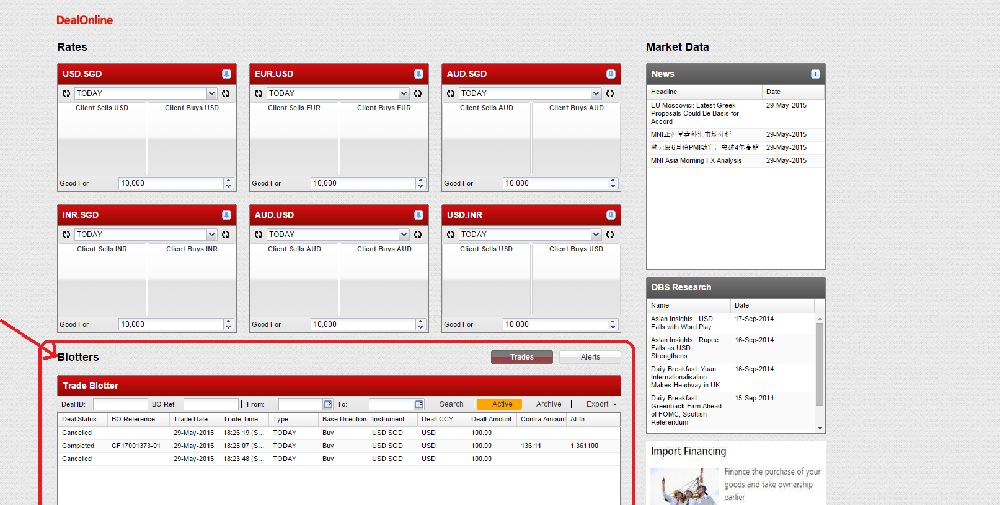 DealOnline
Rates
USD.SGD
TODAY
Client Sells USD Client Buys USD
Good For 10,000
EUR.USD
TODAY
Client Sells EUR Client Buys EUR
Good For 10,000
AUD.SGD
TODAY
Client Sells AUD Client Buys AUD
Good For 10,000
INR.SGD
TODAY
Client Sells INR Client Buys INR
Good For 10,000
AUD.USD
TODAY
Client Sells AUD Client Buys AUD
Good For 10,000
USD.INR
TODAY
Client Sells USD Client Buys USD
Good For 10,000
Blotters Trades Alerts
Trade Blotter
Deal ID: BO Ref: From: To: Search Active Archive Export
Deal Status BO Reference Trade Date Trade Time Type Base Direction Instrument Dealt CCY Dealt Amount Contra Amount All In
Cancelled 29-May-2015 18:26:19 (S... TODAY Buy USD.SGD USD 100.00
Completed CF17001373-01 29-May-2015 18:25:07 (S... TODAY Buy USD.SGD USD 100.00 136.11 1.361100
Cancelled 29-May-2015 18:23:48 (S... TODAY Buy USD.SGD USD 100.00
Market Data
News
Headline Date
EU Moscovici: Latest Greek 29-May-2015
Proposals Could Be Basis for
Accord
MNI亚洲早盘外汇市场分析 29-May-2015
歐元區6月份PMI勁升，突破4年高點 29-May-2015
MNI Asia Morning FX Analysis 29-May-2015
DBS Research
Name Date
Asian Insights : USD 17-Sep-2014
Falls with Word Play
Asian Insights : Rupee 16-Sep-2014
Falls as USD
Strengthens
Daily Breakfast: Yuan 16-Sep-2014
Internationalisation
Makes Headway in UK
Daily Breakfast: 15-Sep-2014
Greenback Firm Ahead
of FOMC, Scottish
Referendum
Import Financing
Finance the purchase of your
goods and take ownership
earlier